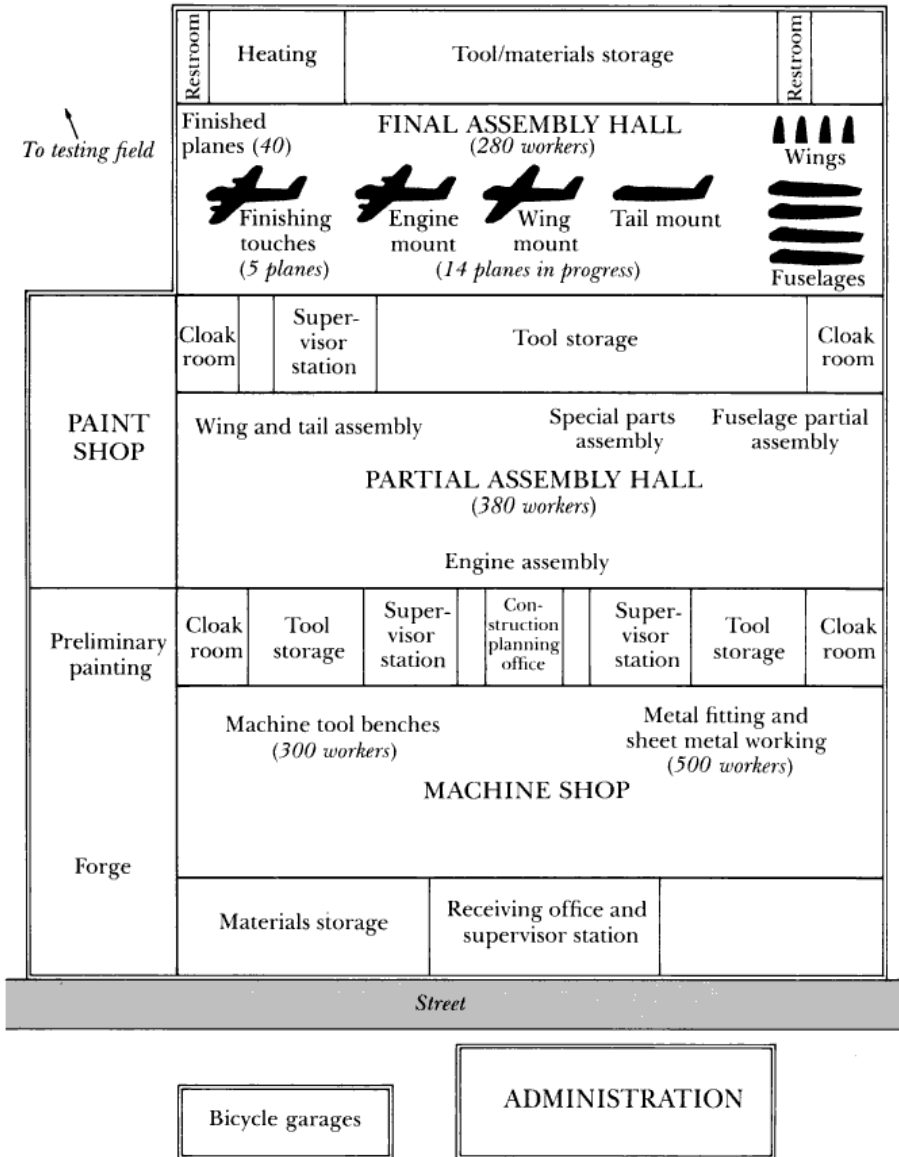 Restroom
Heating
Tool/materials storage
Restroom
To testing field
Finished
planes (40)
FINAL ASSEMBLY HALL
(280 workers)
Wings
Finishing
touches
(5 planes)
Engine
mount
Wing
mount
Tail mount
(14 planes in progress)
Fuselages
Cloak
room
Super-
visor
station
Tool storage
Cloak
room
PAINT
SHOP
Wing and tail assembly
Special parts
assembly
Fuselage partial
assembly
PARTIAL ASSEMBLY HALL
(380 workers)
Engine assembly
Preliminary
painting
Cloak
room
Tool
storage
Super-
visor
station
Con-
struction
planning
office
Super-
visor
station
Tool
storage
Cloak
room
Machine tool benches
(300 workers)
Metal fitting and
sheet metal working
(500 workers)
MACHINE SHOP
Forge
Materials storage
Receiving office and
supervisor station
Street
Bicycle garages
ADMINISTRATION